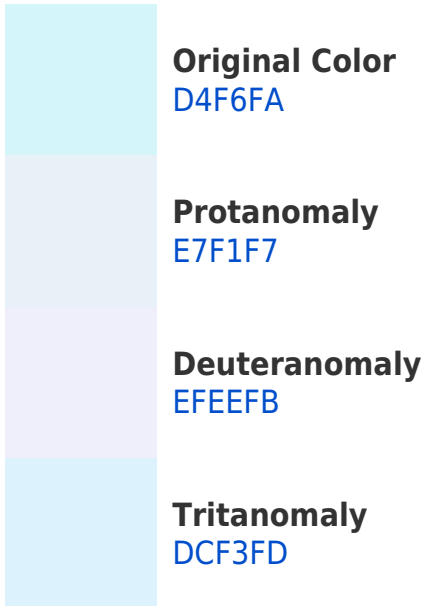 Original Color
D4F6FA
Protanomaly
E7F1F7
Deuteranomaly
EFEEFB
Tritanomaly
DCF3FD